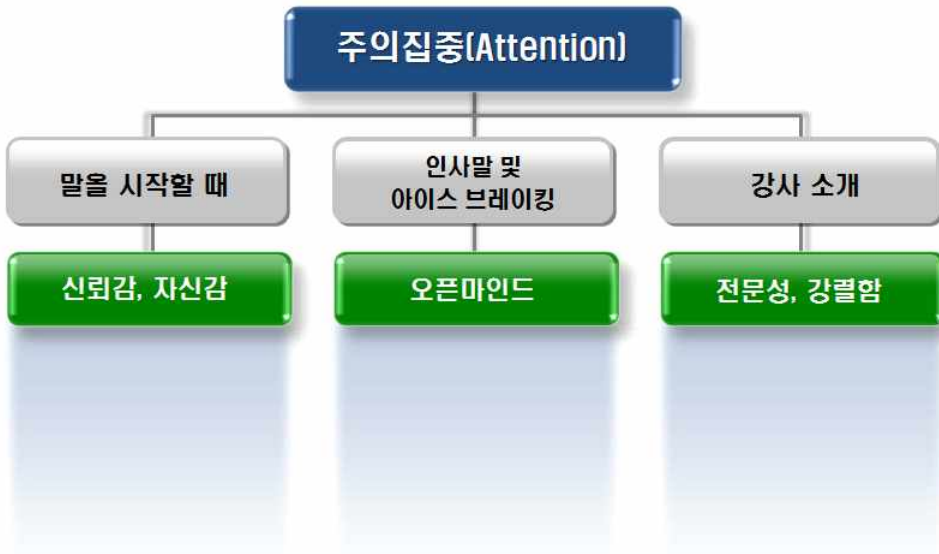 주의집중(Attention)
말을 시작할 때
인사말 및
아이스 브레이킹
강사 소개
신뢰감, 자신감
오픈마인드
전문성, 강렬함